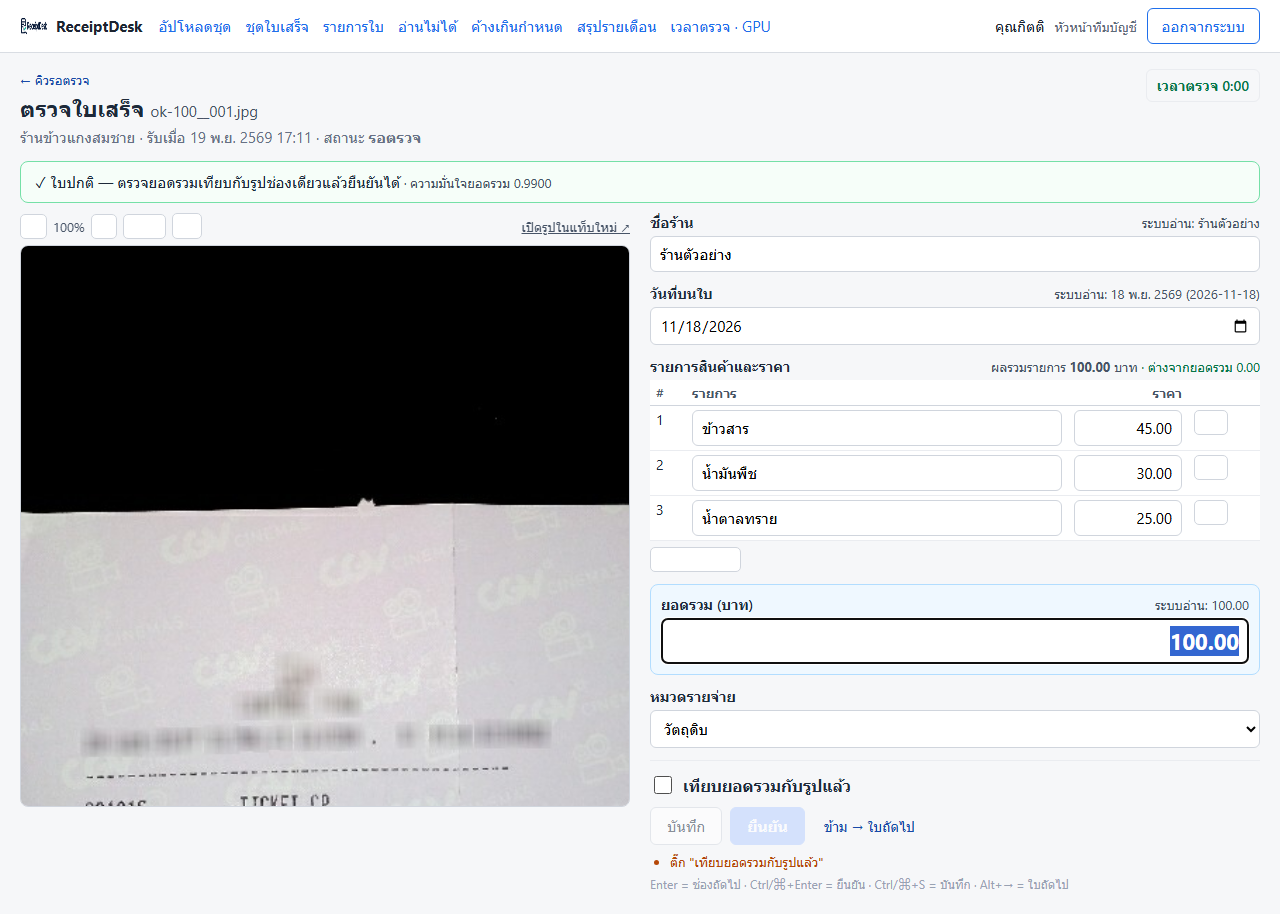 ReceiptDesk อัปโหลดชุด ชุดใบเสร็จ รายการใบ อ่านไม่ได้ ค้างเกินกำหนด สรุปรายเดือน เวลาตรวจ · GPU คุณกิตติ หัวหน้าทีมบัญชี ออกจากระบบ
← คิวรอตรวจ
เวลาตรวจ 0:00
ตรวจใบเสร็จ ok-100__001.jpg
ร้านข้าวแกงสมชาย · รับเมื่อ 19 พ.ย. 2569 17:11 · สถานะ รอตรวจ
✓ ใบปกติ — ตรวจยอดรวมเทียบกับรูปช่องเดียวแล้วยืนยันได้ · ความมั่นใจยอดรวม 0.9900
100% เปิดรูปในแท็บใหม่ ↗
CGV CINEMAS
CGV CINEMAS
CGV CINEMAS
CGV CINEMAS
TICKET CP
ชื่อร้าน ระบบอ่าน: ร้านตัวอย่าง
ร้านตัวอย่าง
วันที่บนใบ ระบบอ่าน: 18 พ.ย. 2569 (2026-11-18)
11/18/2026
รายการสินค้าและราคา ผลรวมรายการ 100.00 บาท · ต่างจากยอดรวม 0.00
# รายการ ราคา
1 ข้าวสาร 45.00
2 น้ำมันพืช 30.00
3 น้ำตาลทราย 25.00
ยอดรวม (บาท) ระบบอ่าน: 100.00
100.00
หมวดรายจ่าย
วัตถุดิบ
เทียบยอดรวมกับรูปแล้ว
บันทึก ยืนยัน ข้าม → ใบถัดไป
• ติ๊ก "เทียบยอดรวมกับรูปแล้ว"
Enter = ช่องถัดไป · Ctrl/⌘+Enter = ยืนยัน · Ctrl/⌘+S = บันทึก · Alt+→ = ใบถัดไป